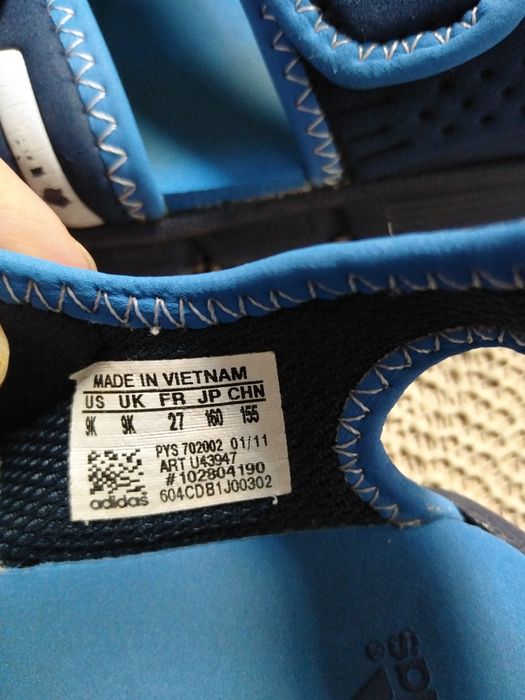 MADE IN VIETNAM
US UK FR JP CHN
9K 9K 27 160 155
PYS 702002 01/11
ART U43947
#102804190
adidas 604CDB1J00302